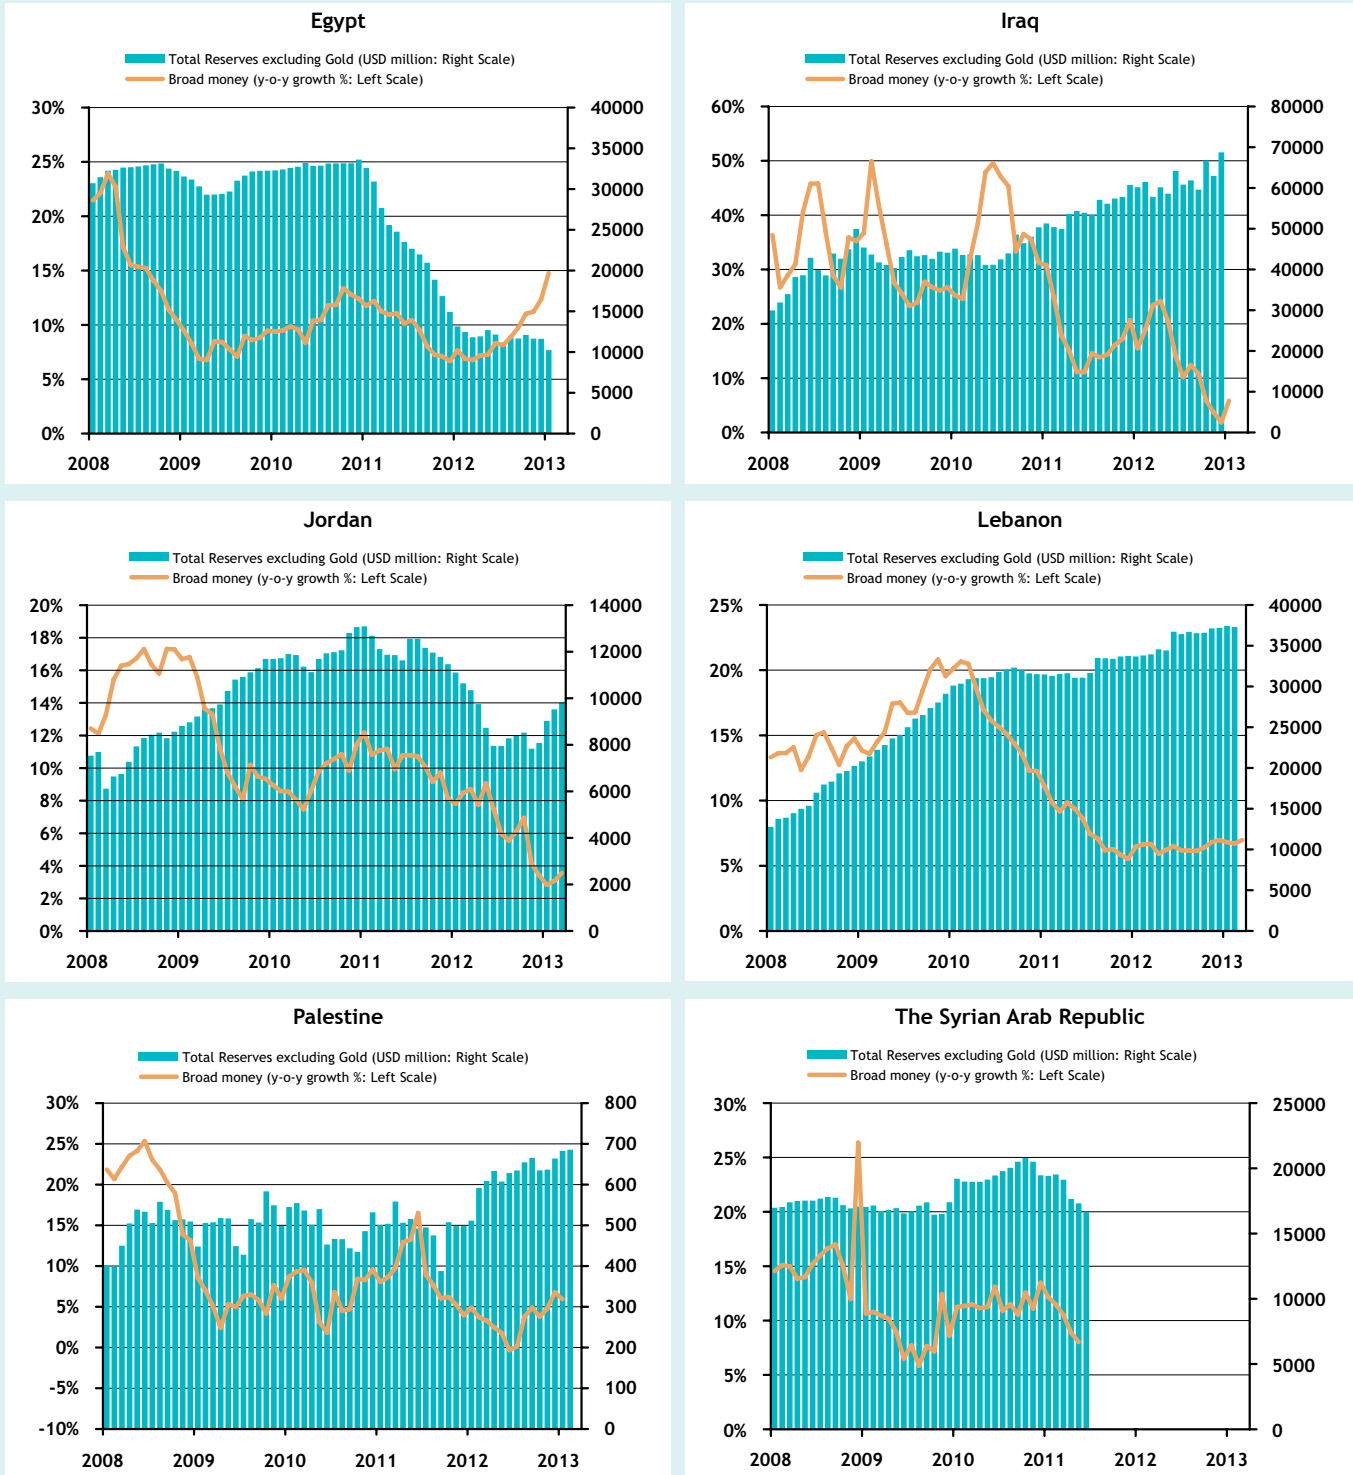 Egypt
Total Reserves excluding Gold (USD million: Right Scale)
Broad money (y-o-y growth %: Left Scale)
30% 40000
35000
25% 30000
20% 25000
15% 20000
15000
10% 10000
5% 5000
0% 0
2008 2009 2010 2011 2012 2013
Iraq
Total Reserves excluding Gold (USD million: Right Scale)
Broad money (y-o-y growth %: Left Scale)
60% 80000
70000
50% 60000
40% 50000
30% 40000
30000
20% 20000
10% 10000
0% 0
2008 2009 2010 2011 2012 2013
Jordan
Total Reserves excluding Gold (USD million: Right Scale)
Broad money (y-o-y growth %: Left Scale)
20% 14000
18% 12000
16%
14% 10000
12% 8000
10%
8% 6000
6% 4000
4%
2% 2000
0% 0
2008 2009 2010 2011 2012 2013
Lebanon
Total Reserves excluding Gold (USD million: Right Scale)
Broad money (y-o-y growth %: Left Scale)
25% 40000
35000
20% 30000
15% 25000
20000
10% 15000
10000
5% 5000
0% 0
2008 2009 2010 2011 2012 2013
Palestine
Total Reserves excluding Gold (USD million: Right Scale)
Broad money (y-o-y growth %: Left Scale)
30% 800
25% 700
20% 600
15% 500
10% 400
5% 300
0% 200
-5% 100
-10% 0
2008 2009 2010 2011 2012 2013
The Syrian Arab Republic
Total Reserves excluding Gold (USD million: Right Scale)
Broad money (y-o-y growth %: Left Scale)
30% 25000
25% 20000
20% 15000
15%
10% 10000
5% 5000
0% 0
2008 2009 2010 2011 2012 2013